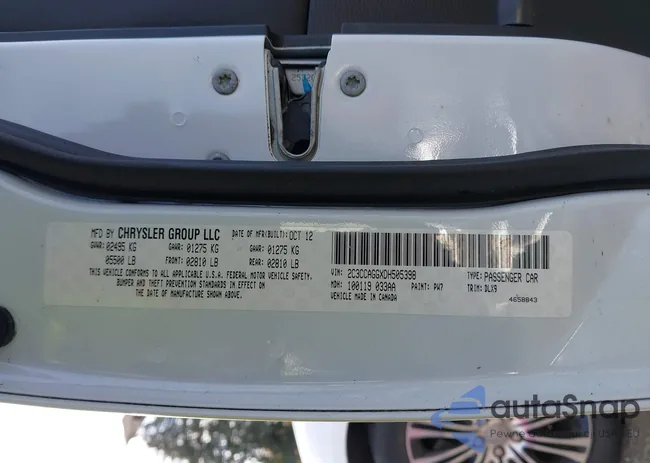 MFD BY CHRYSLER GROUP LLC DATE OF MFR(BUILT): OCT 12
GVWR: 02495 KG GAWR: 01275 KG GAWR: 01275 KG
05500 LB FRONT: 02810 LB REAR: 02810 LB
THIS VEHICLE CONFORMS TO ALL APPLICABLE U.S.A. FEDERAL MOTOR VEHICLE SAFETY,
BUMPER AND THEFT PREVENTION STANDARDS IN EFFECT ON
THE DATE OF MANUFACTURE SHOWN ABOVE.
VIN: 2C3CCAGGXDH505398 TYPE: PASSENGER CAR
MDH: 100119 033AA PAINT: PW7 TRIM: DLX9
VEHICLE MADE IN CANADA 4658843
autoSnap